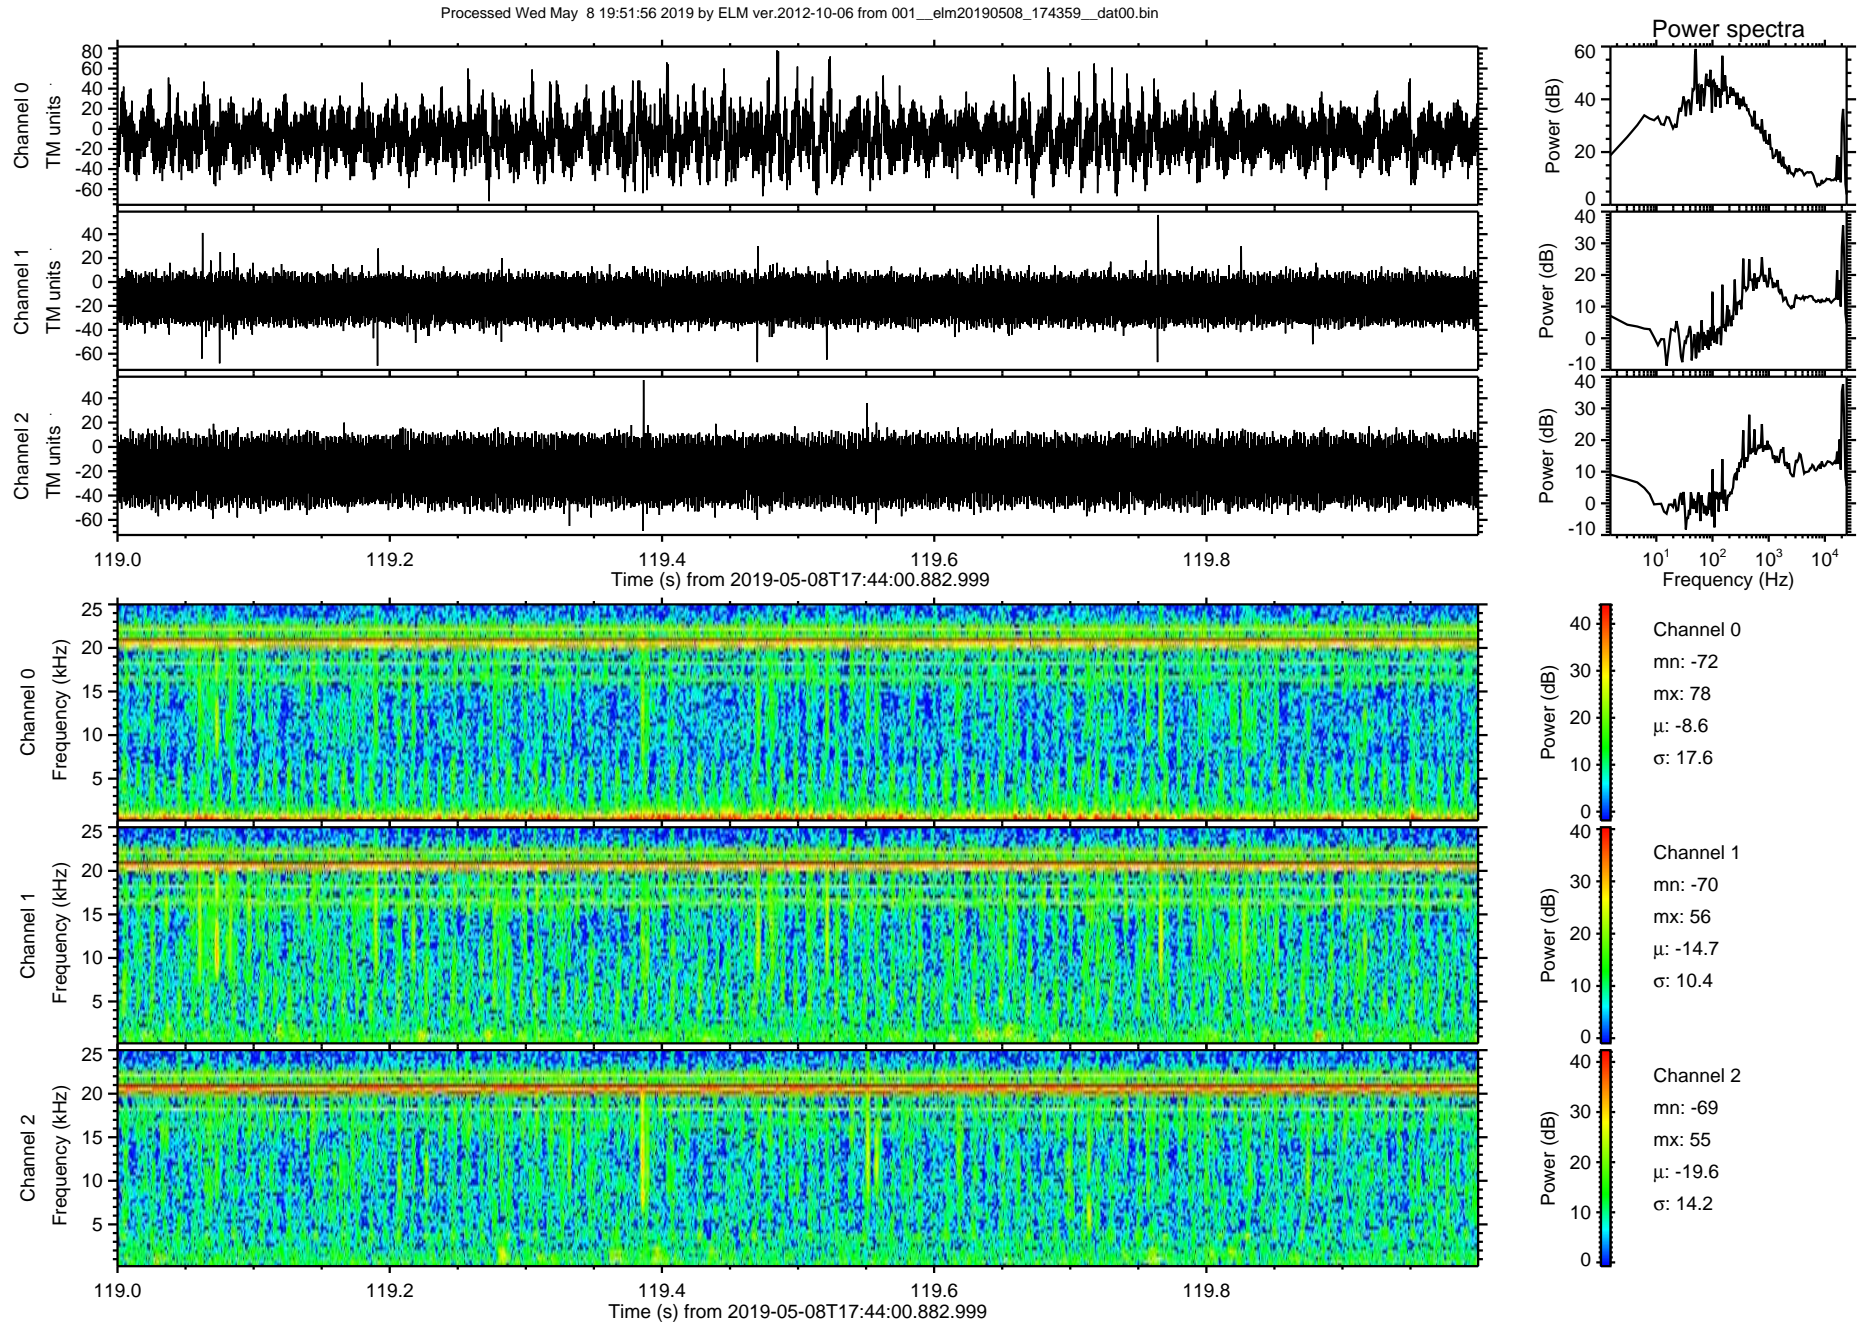 Processed Wed May  8 19:51:56 2019 by ELM ver.2012-10-06 from 001__elm20190508_174359__dat00.bin
Power spectra
Channel 0
TM units
80
60
40
20
0
-20
-40
-60
Power (dB)
60
40
20
0
Channel 1
TM units
40
20
0
-20
-40
-60
Power (dB)
40
30
20
10
0
-10
Channel 2
TM units
40
20
0
-20
-40
-60
Power (dB)
40
30
20
10
0
-10
119.0 119.2 119.4 119.6 119.8
Time (s) from 2019-05-08T17:44:00.882.999
10¹ 10² 10³ 10⁴
Frequency (Hz)
Channel 0
Frequency (kHz)
25
20
15
10
5
Power (dB)
40
30
20
10
0
Channel 0
mn: -72
mx: 78
μ: -8.6
σ: 17.6
Channel 1
Frequency (kHz)
25
20
15
10
5
Power (dB)
40
30
20
10
0
Channel 1
mn: -70
mx: 56
μ: -14.7
σ: 10.4
Channel 2
Frequency (kHz)
25
20
15
10
5
Power (dB)
40
30
20
10
0
Channel 2
mn: -69
mx: 55
μ: -19.6
σ: 14.2
119.0 119.2 119.4 119.6 119.8
Time (s) from 2019-05-08T17:44:00.882.999